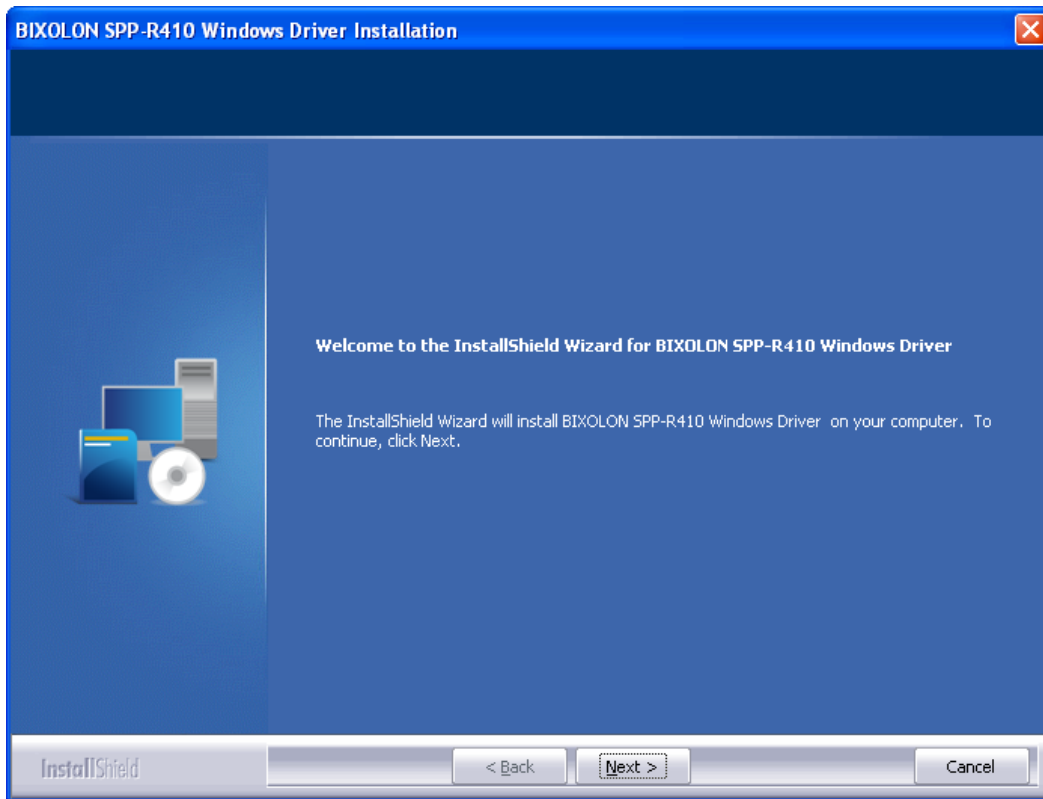 BIXOLON SPP-R410 Windows Driver Installation
Welcome to the InstallShield Wizard for BIXOLON SPP-R410 Windows Driver
The InstallShield Wizard will install BIXOLON SPP-R410 Windows Driver on your computer. To
continue, click Next.
InstallShield
< Back
Next >
Cancel